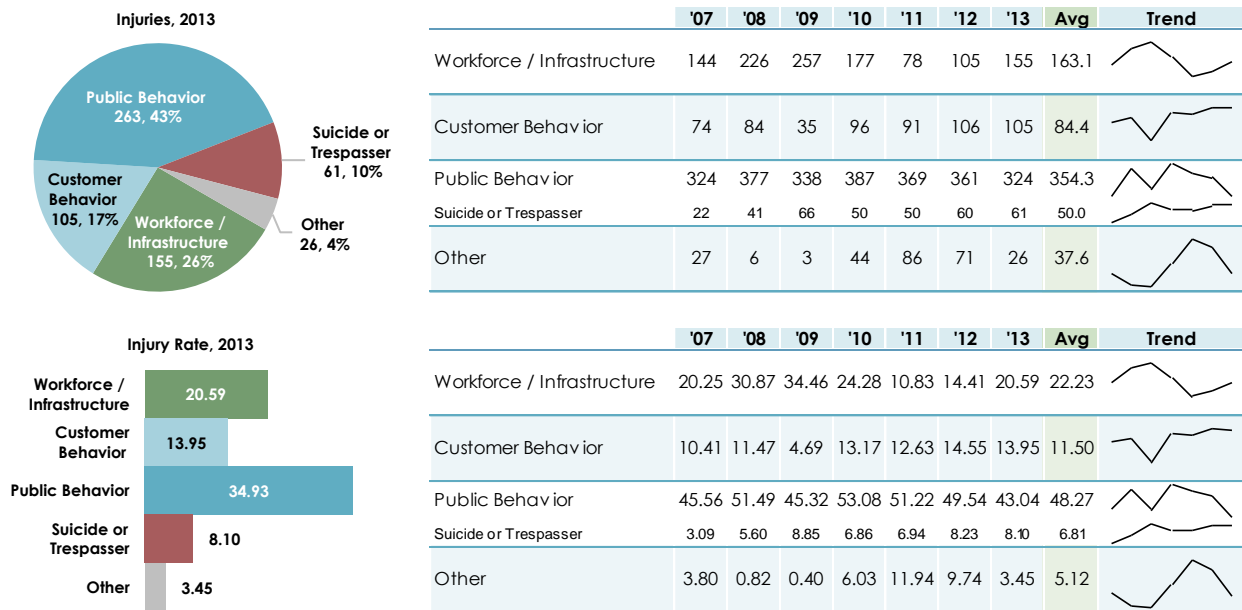 Injuries, 2013
Public Behavior
263, 43%
Suicide or
Trespasser
61, 10%
Customer
Behavior
105, 17%
Workforce /
Infrastructure
155, 26%
Other
26, 4%
'07 '08 '09 '10 '11 '12 '13 Avg Trend
Workforce / Infrastructure 144 226 257 177 78 105 155 163.1
Customer Behavior 74 84 35 96 91 106 105 84.4
Public Behavior 324 377 338 387 369 361 324 354.3
Suicide or Trespasser 22 41 66 50 50 60 61 50.0
Other 27 6 3 44 86 71 26 37.6
Injury Rate, 2013
Workforce /
Infrastructure
20.59
Customer
Behavior
13.95
Public Behavior 34.93
Suicide or
Trespasser
8.10
Other 3.45
'07 '08 '09 '10 '11 '12 '13 Avg Trend
Workforce / Infrastructure 20.25 30.87 34.46 24.28 10.83 14.41 20.59 22.23
Customer Behavior 10.41 11.47 4.69 13.17 12.63 14.55 13.95 11.50
Public Behavior 45.56 51.49 45.32 53.08 51.22 49.54 43.04 48.27
Suicide or Trespasser 3.09 5.60 8.85 6.86 6.94 8.23 8.10 6.81
Other 3.80 0.82 0.40 6.03 11.94 9.74 3.45 5.12